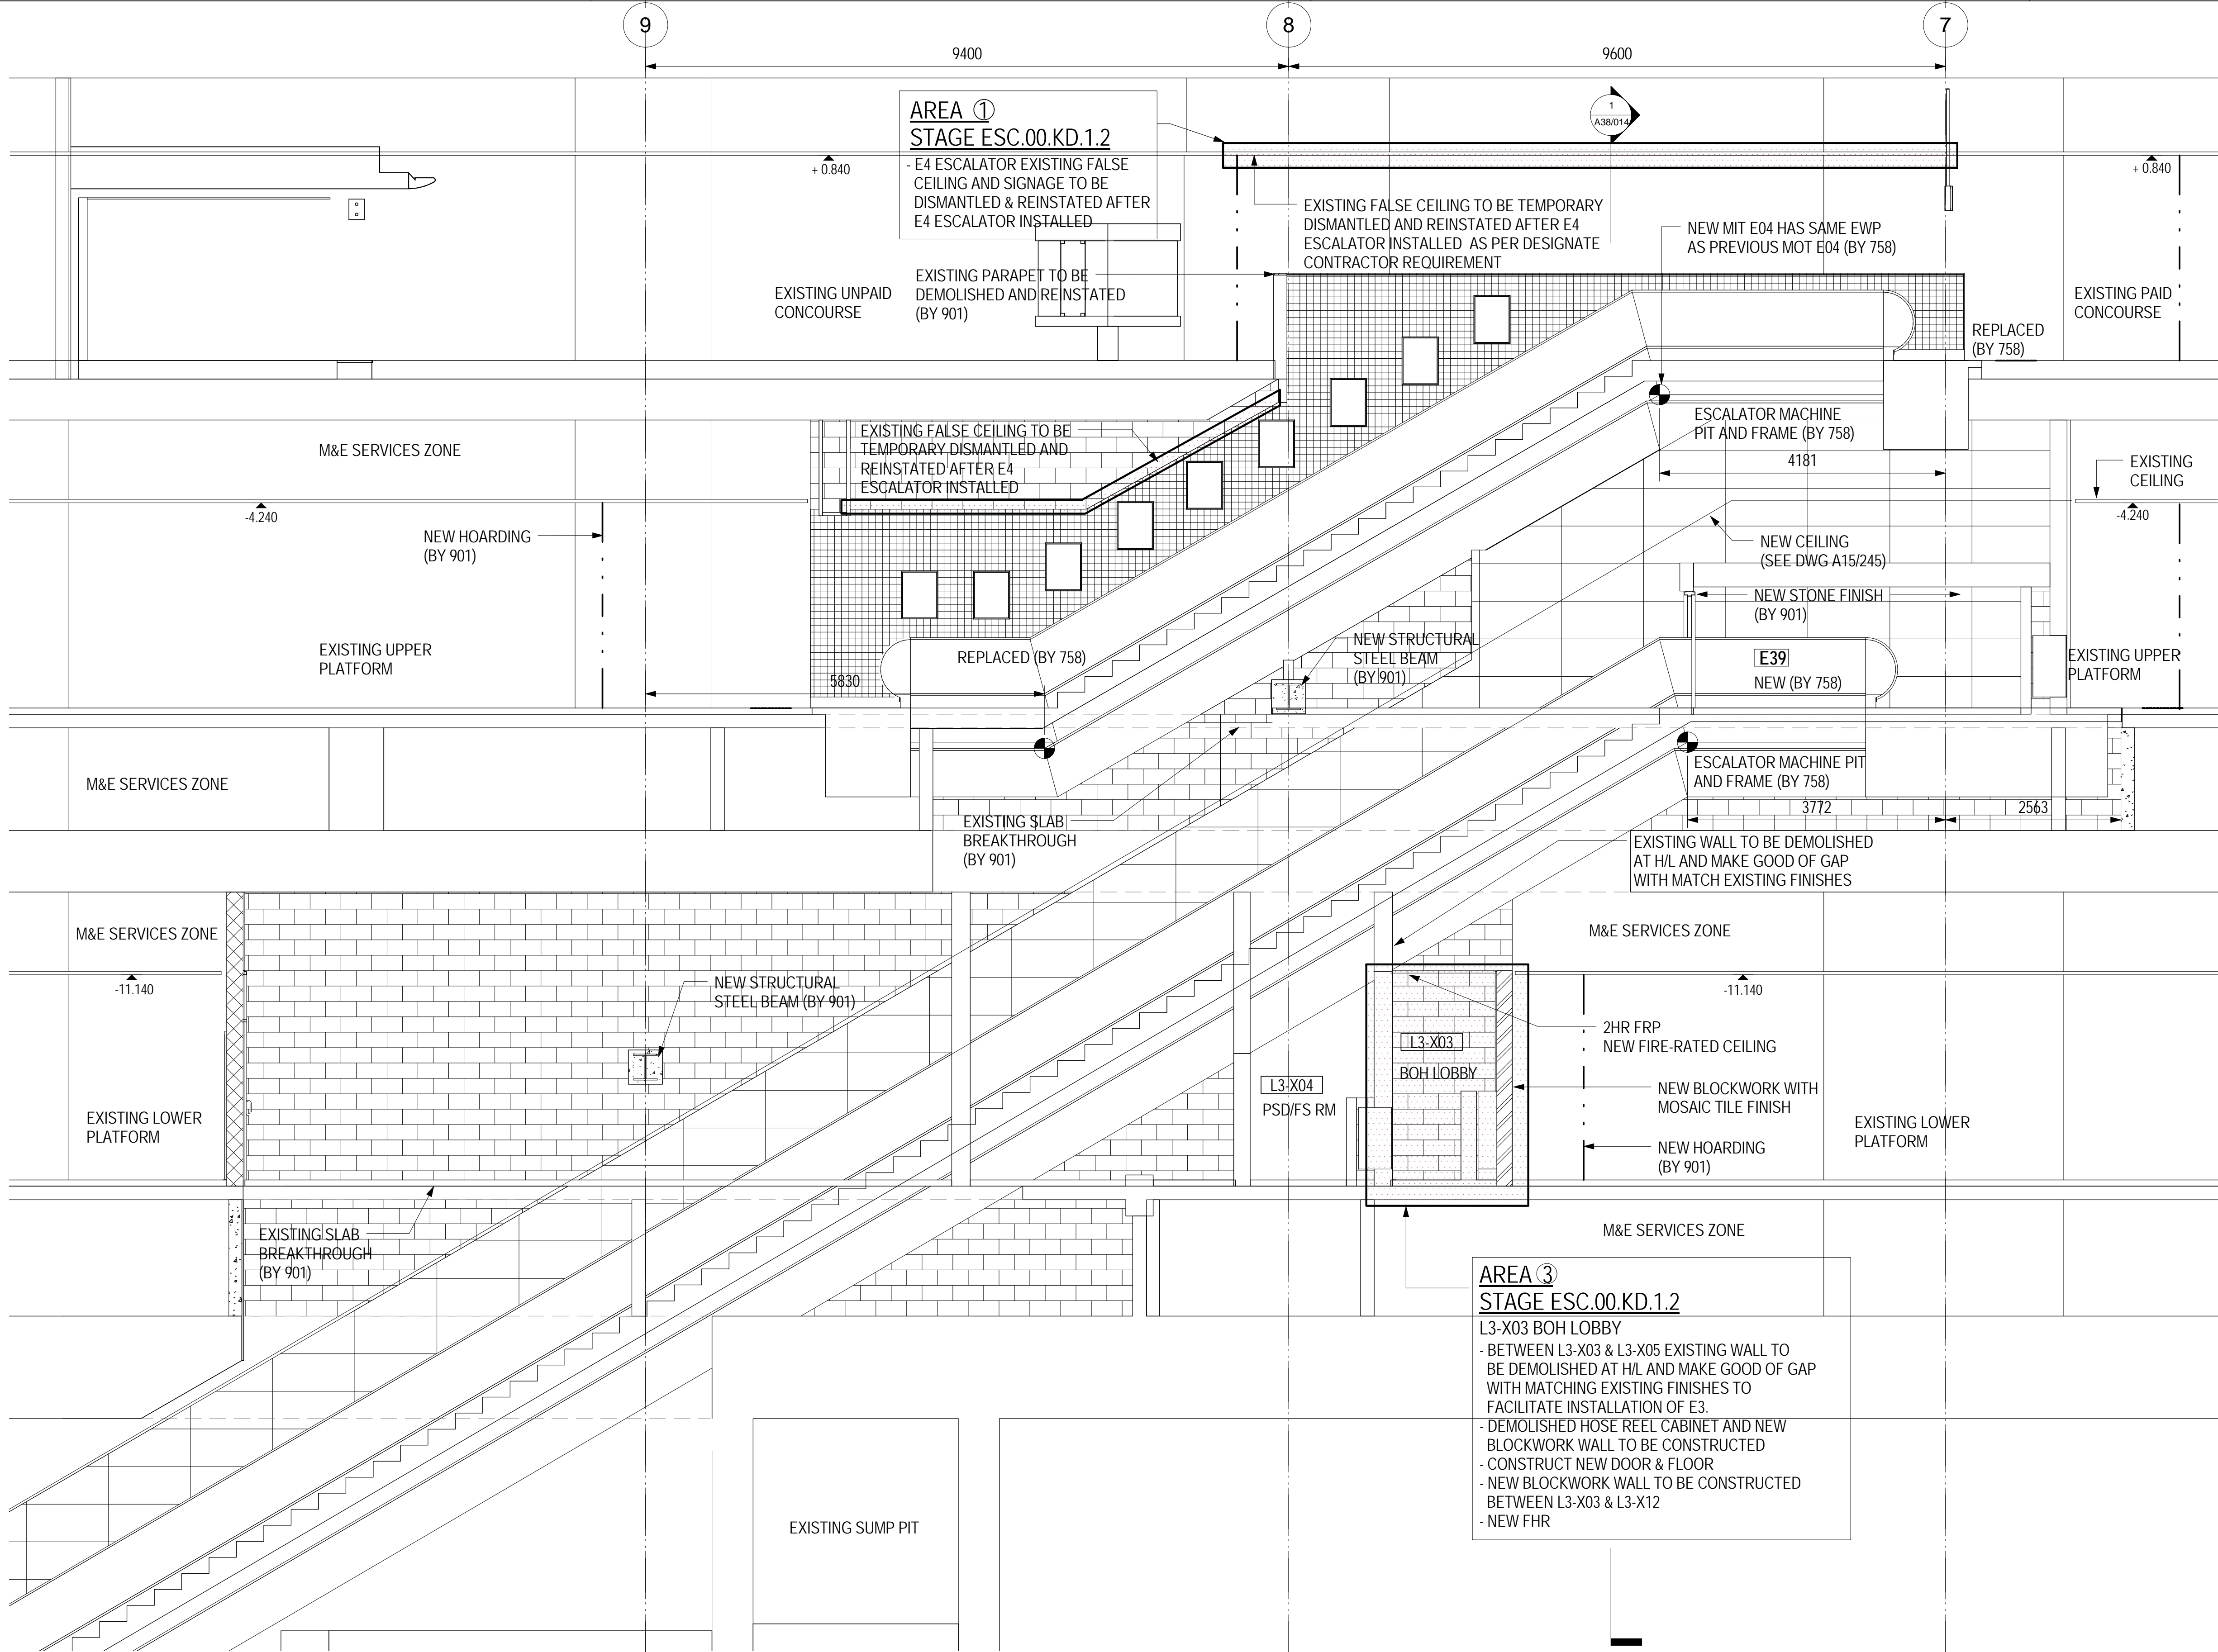 9
8
7
9400
9600
AREA ①
STAGE ESC.00.KD.1.2
- E4 ESCALATOR EXISTING FALSE
CEILING AND SIGNAGE TO BE
DISMANTLED & REINSTATED AFTER
E4 ESCALATOR INSTALLED
1
A38/014
+ 0.840
+ 0.840
EXISTING FALSE CEILING TO BE TEMPORARY
DISMANTLED AND REINSTATED AFTER E4
ESCALATOR INSTALLED AS PER DESIGNATE
CONTRACTOR REQUIREMENT
NEW MIT E04 HAS SAME EWP
AS PREVIOUS MOT E04 (BY 758)
EXISTING PARAPET TO BE
DEMOLISHED AND REINSTATED
(BY 901)
EXISTING UNPAID
CONCOURSE
EXISTING PAID
CONCOURSE
REPLACED
(BY 758)
ESCALATOR MACHINE
PIT AND FRAME (BY 758)
4181
M&E SERVICES ZONE
EXISTING FALSE CEILING TO BE
TEMPORARY DISMANTLED AND
REINSTATED AFTER E4
ESCALATOR INSTALLED
EXISTING
CEILING
-4.240
-4.240
NEW HOARDING
(BY 901)
NEW CEILING
(SEE DWG A15/245)
NEW STONE FINISH
(BY 901)
EXISTING UPPER
PLATFORM
REPLACED (BY 758)
5830
NEW STRUCTURAL
STEEL BEAM
(BY 901)
E39
NEW (BY 758)
EXISTING UPPER
PLATFORM
M&E SERVICES ZONE
ESCALATOR MACHINE PIT
AND FRAME (BY 758)
3772
2563
EXISTING SLAB
BREAKTHROUGH
(BY 901)
EXISTING WALL TO BE DEMOLISHED
AT H/L AND MAKE GOOD OF GAP
WITH MATCH EXISTING FINISHES
M&E SERVICES ZONE
M&E SERVICES ZONE
-11.140
-11.140
NEW STRUCTURAL
STEEL BEAM (BY 901)
2HR FRP
NEW FIRE-RATED CEILING
L3-X03
BOH LOBBY
L3-X04
PSD/FS RM
NEW BLOCKWORK WITH
MOSAIC TILE FINISH
EXISTING LOWER
PLATFORM
EXISTING LOWER
PLATFORM
NEW HOARDING
(BY 901)
EXISTING SLAB
BREAKTHROUGH
(BY 901)
M&E SERVICES ZONE
AREA ③
STAGE ESC.00.KD.1.2
L3-X03 BOH LOBBY
- BETWEEN L3-X03 & L3-X05 EXISTING WALL TO
BE DEMOLISHED AT H/L AND MAKE GOOD OF GAP
WITH MATCHING EXISTING FINISHES TO
FACILITATE INSTALLATION OF E3.
- DEMOLISHED HOSE REEL CABINET AND NEW
BLOCKWORK WALL TO BE CONSTRUCTED
- CONSTRUCT NEW DOOR & FLOOR
- NEW BLOCKWORK WALL TO BE CONSTRUCTED
BETWEEN L3-X03 & L3-X12
- NEW FHR
EXISTING SUMP PIT